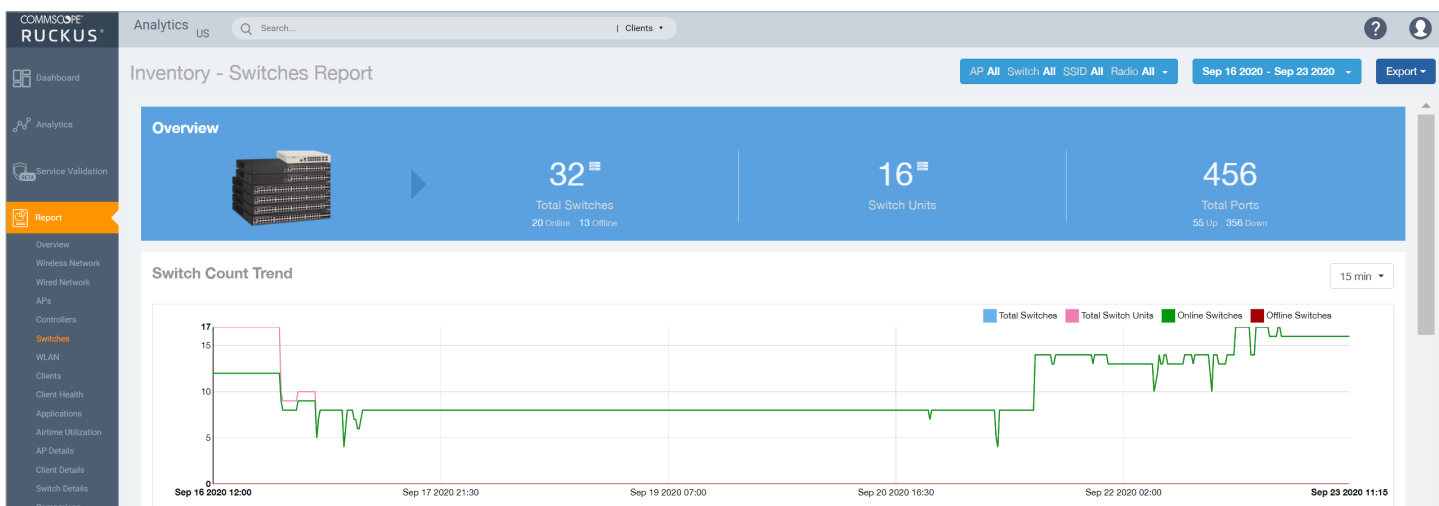 COMMSCOPE®
RUCKUS®
Analytics US
Search...
| Clients
?
Dashboard
Inventory - Switches Report
AP All Switch All SSID All Radio All
Sep 16 2020 - Sep 23 2020
Export
Analytics
Service Validation
BETA
Report
Overview
Wireless Network
Wired Network
APs
Controllers
Switches
WLAN
Clients
Client Health
Applications
Airtime Utilization
AP Details
Client Details
Switch Details
Overview
32
Total Switches
20 Online 13 Offline
16
Switch Units
456
Total Ports
55 Up 356 Down
Switch Count Trend
15 min
Total Switches Total Switch Units Online Switches Offline Switches
17
15
10
5
0
Sep 16 2020 12:00 Sep 17 2020 21:30 Sep 19 2020 07:00 Sep 20 2020 16:30 Sep 22 2020 02:00 Sep 23 2020 11:15